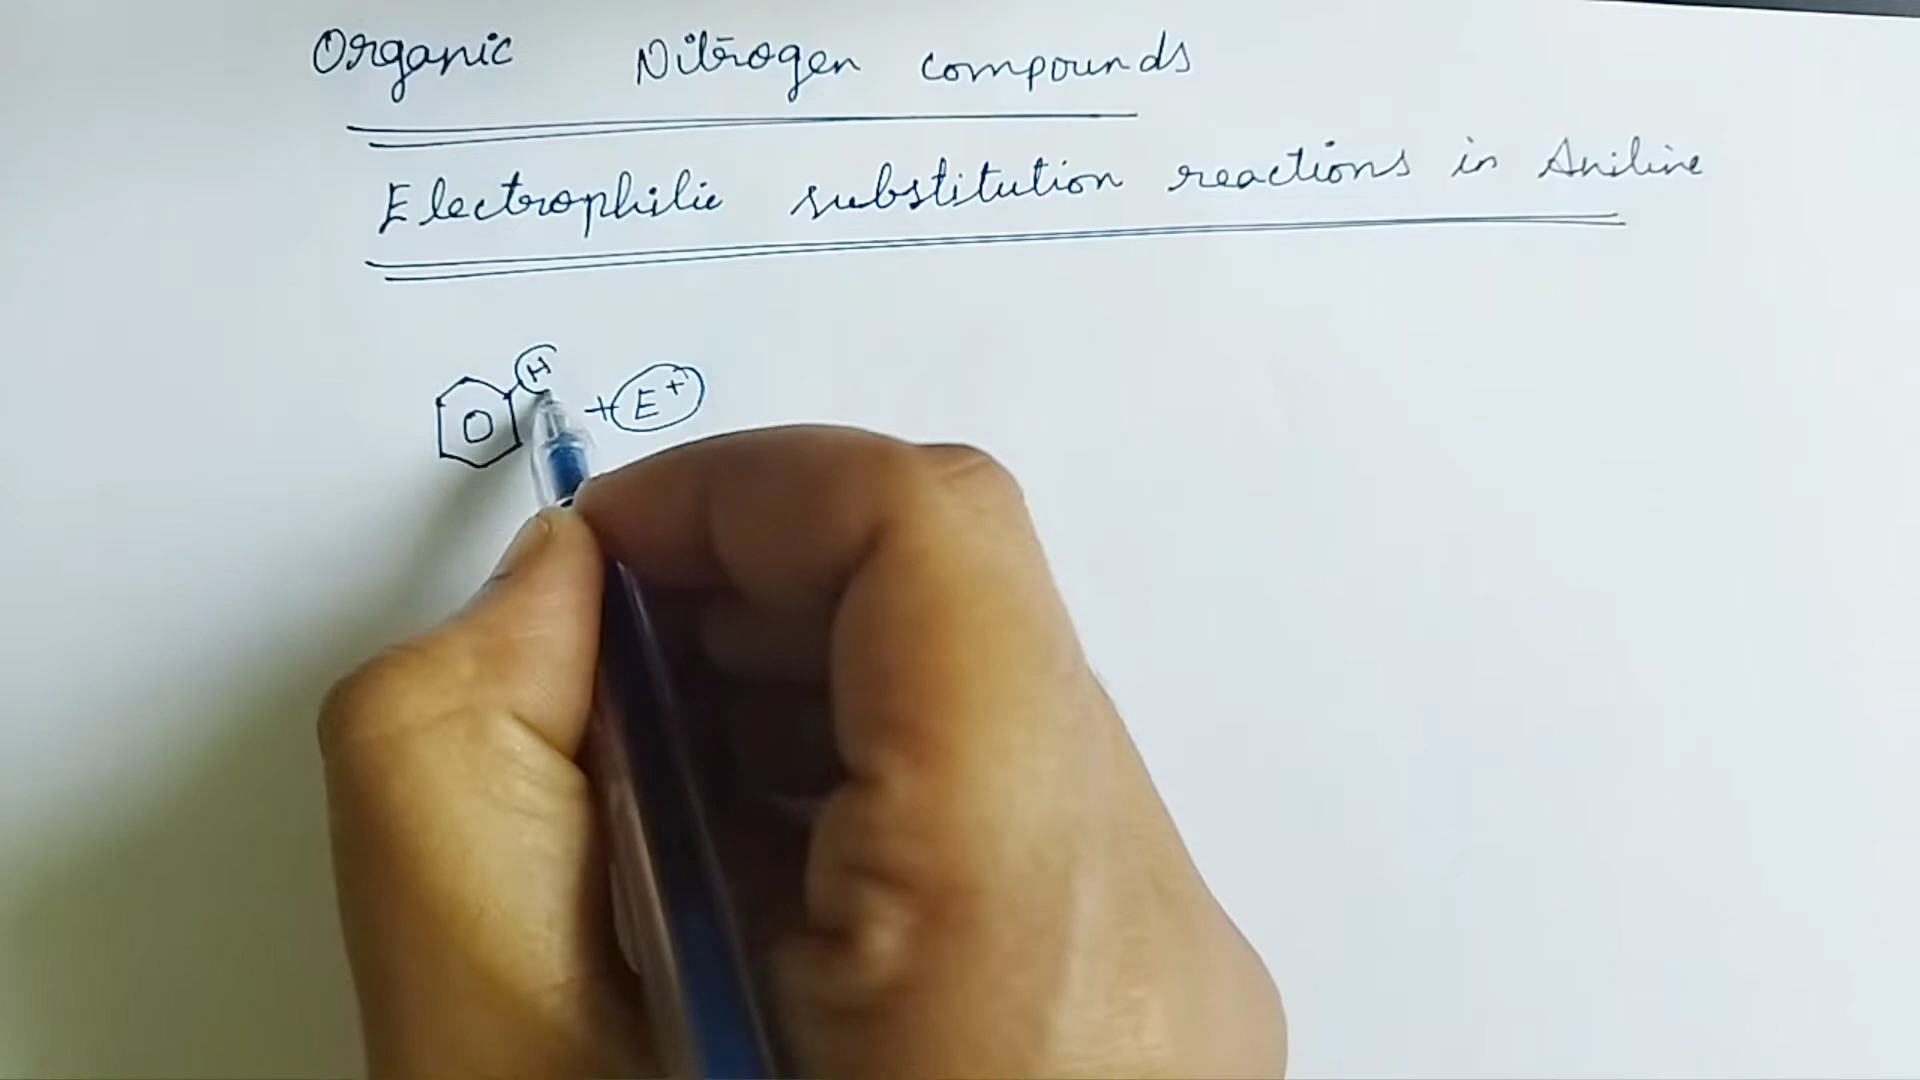 Organic Nitrogen compounds
Electrophilic substitution reactions in Aniline
H
+ E+